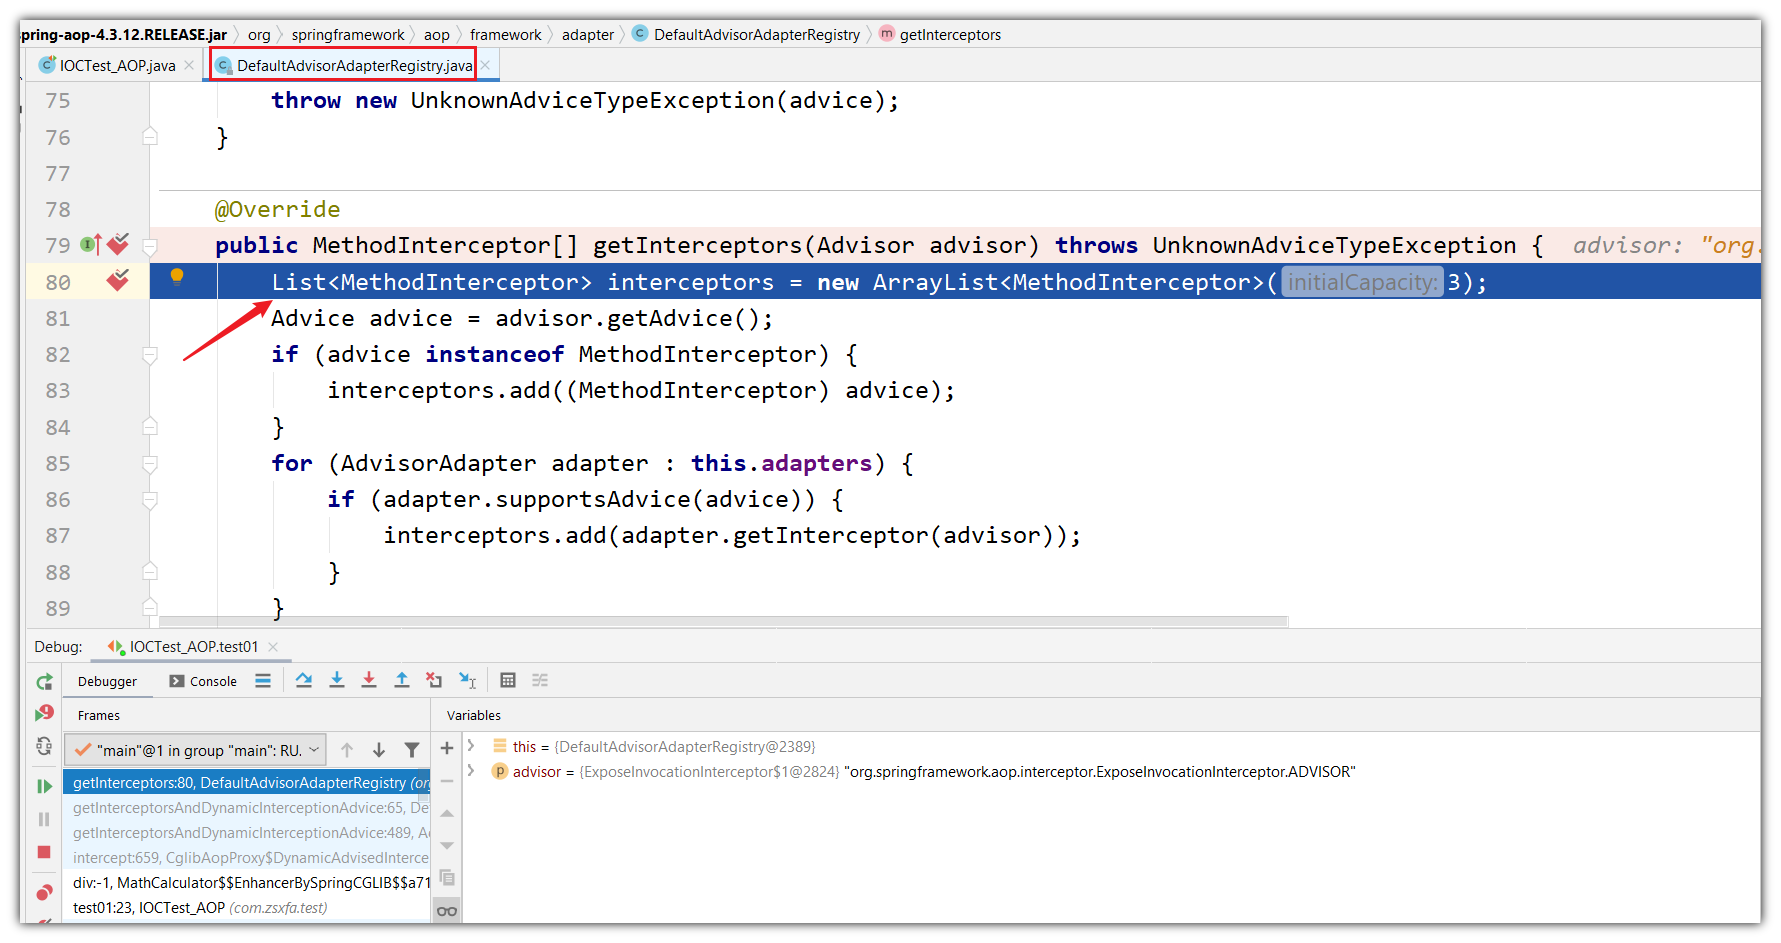 spring-aop-4.3.12.RELEASE.jar org springframework aop framework adapter DefaultAdvisorAdapterRegistry getInterceptors
IOCTest_AOP.java DefaultAdvisorAdapterRegistry.java
75 throw new UnknownAdviceTypeException(advice);
76 }
77
78 @Override
79 public MethodInterceptor[] getInterceptors(Advisor advisor) throws UnknownAdviceTypeException { advisor: "org.
80 List<MethodInterceptor> interceptors = new ArrayList<MethodInterceptor>( initialCapacity: 3);
81 Advice advice = advisor.getAdvice();
82 if (advice instanceof MethodInterceptor) {
83 interceptors.add((MethodInterceptor) advice);
84 }
85 for (AdvisorAdapter adapter : this.adapters) {
86 if (adapter.supportsAdvice(advice)) {
87 interceptors.add(adapter.getInterceptor(advisor));
88 }
89 }
Debug: IOCTest_AOP.test01
Debugger Console
Frames Variables
"main"@1 in group "main": RU.
this = {DefaultAdvisorAdapterRegistry@2389}
advisor = {ExposeInvocationInterceptor$1@2824} "org.springframework.aop.interceptor.ExposeInvocationInterceptor.ADVISOR"
getInterceptors:80, DefaultAdvisorAdapterRegistry (org
getInterceptorsAndDynamicInterceptionAdvice:65, De
getInterceptorsAndDynamicInterceptionAdvice:489, A
intercept:659, CglibAopProxy$DynamicAdvisedInterce
div:-1, MathCalculator$$EnhancerBySpringCGLIB$$a71
test01:23, IOCTest_AOP (com.zsxfa.test)